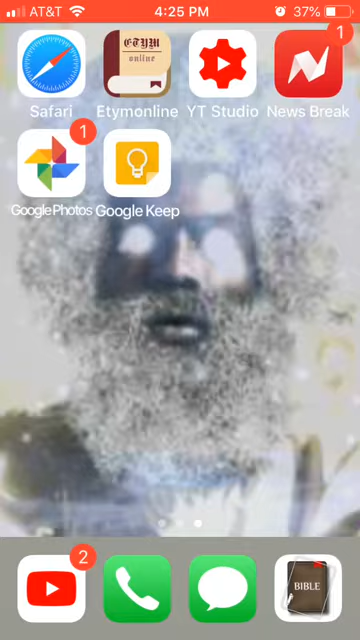 AT&T 4:25 PM 37%
ETYM
online
1
Safari Etymonline YT Studio News Break
1
Google Photos Google Keep
2
BIBLE